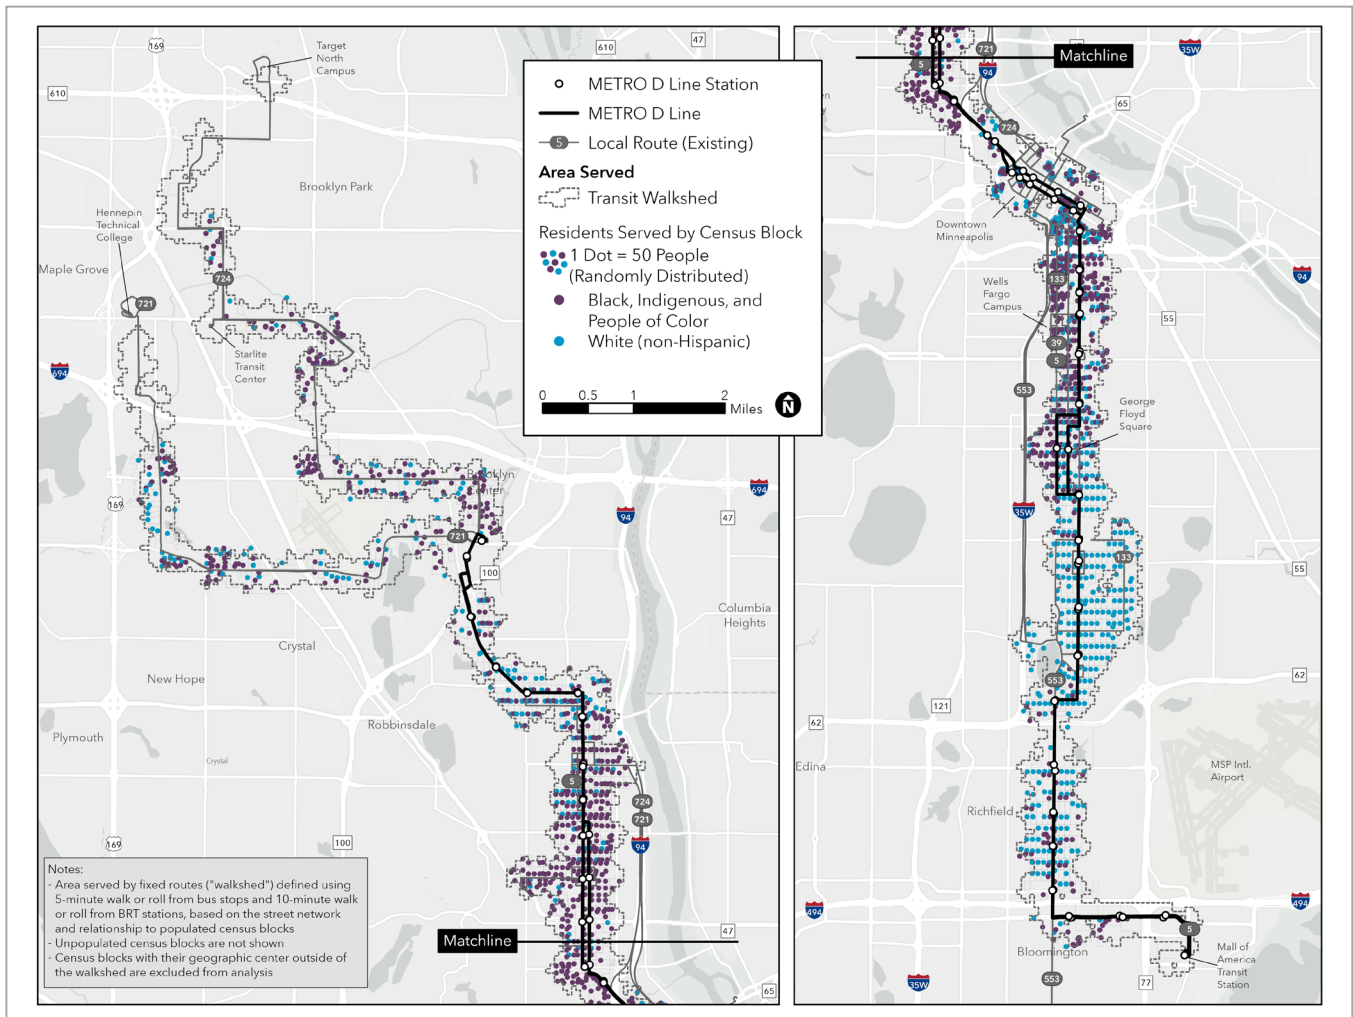 169
Target
North
Campus
610
47
610
Brooklyn Park
Hennepin
Technical
College
Maple Grove
724
721
Starlite
Transit
Center
694
Brooklyn
Center
694
169
94
47
721
100
Columbia
Heights
Crystal
New Hope
Robbinsdale
Plymouth
Crystal
5
724
721
94
169
100
47
Matchline
65
Notes:
- Area served by fixed routes ("walkshed") defined using
5-minute walk or roll from bus stops and 10-minute walk
or roll from BRT stations, based on the street network
and relationship to populated census blocks
- Unpopulated census blocks are not shown
- Census blocks with their geographic center outside of
the walkshed are excluded from analysis
METRO D Line Station
METRO D Line
5 Local Route (Existing)
Area Served
Transit Walkshed
Residents Served by Census Block
1 Dot = 50 People
(Randomly Distributed)
Black, Indigenous, and
People of Color
White (non-Hispanic)
0 0.5 1 2 Miles N
721
35W
5
94
Matchline
65
724
Downtown
Minneapolis
94
Wells
Fargo
Campus
133
55
39
5
553
George
Floyd
Square
35W
133
55
553
62
121
62
Edina
MSP Intl.
Airport
Richfield
494
494
5
Bloomington
Mall of
America
Transit
Station
553
35W
77